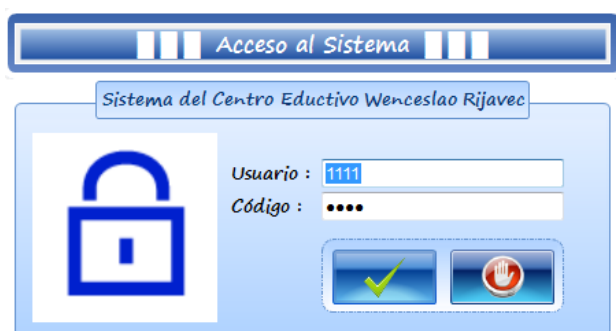 Acceso al Sistema
Sistema del Centro Eductivo Wenceslao Rijavec
Usuario : 1111
Código : ●●●●